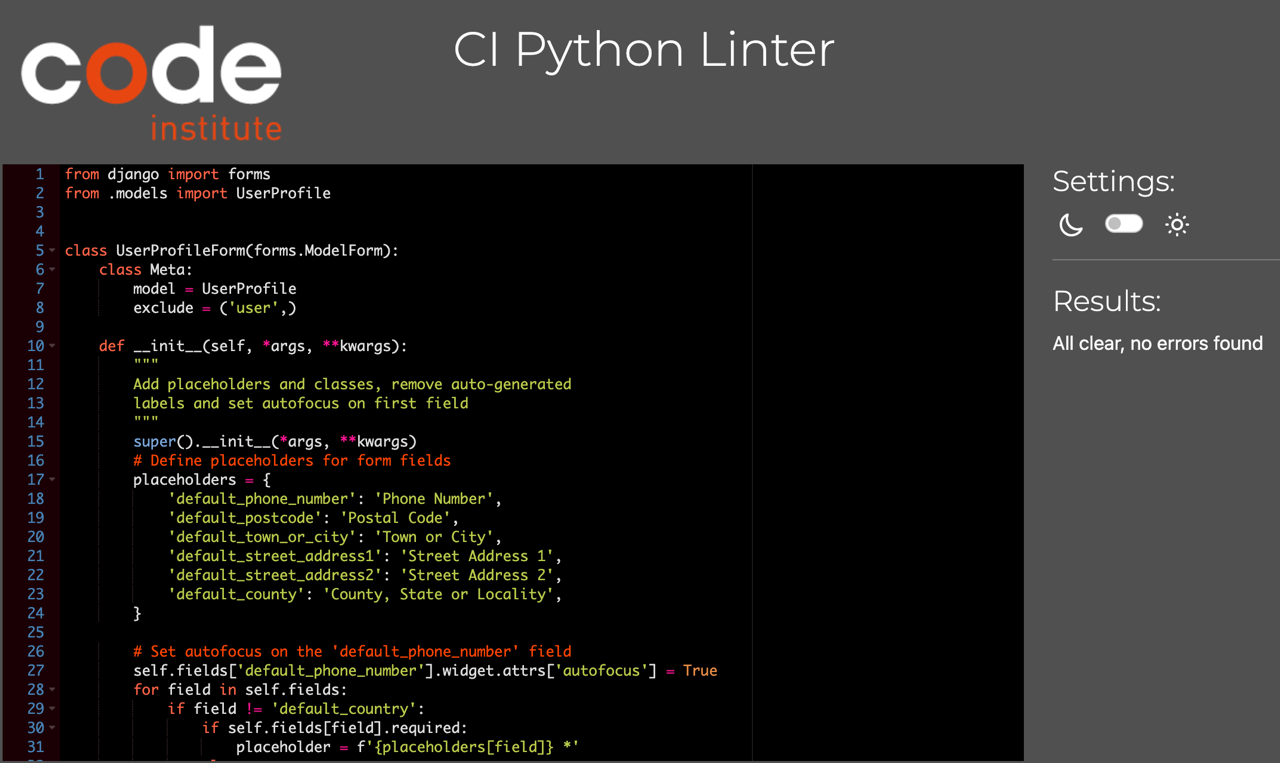 code
institute
CI Python Linter
1 from django import forms
2 from .models import UserProfile
3
4
5 class UserProfileForm(forms.ModelForm):
6     class Meta:
7         model = UserProfile
8         exclude = ('user',)
9
10     def __init__(self, *args, **kwargs):
11         """
12         Add placeholders and classes, remove auto-generated
13         labels and set autofocus on first field
14         """
15         super().__init__(*args, **kwargs)
16         # Define placeholders for form fields
17         placeholders = {
18             'default_phone_number': 'Phone Number',
19             'default_postcode': 'Postal Code',
20             'default_town_or_city': 'Town or City',
21             'default_street_address1': 'Street Address 1',
22             'default_street_address2': 'Street Address 2',
23             'default_county': 'County, State or Locality',
24         }
25
26         # Set autofocus on the 'default_phone_number' field
27         self.fields['default_phone_number'].widget.attrs['autofocus'] = True
28         for field in self.fields:
29             if field != 'default_country':
30                 if self.fields[field].required:
31                     placeholder = f'{placeholders[field]} *'
Settings:
Results:
All clear, no errors found